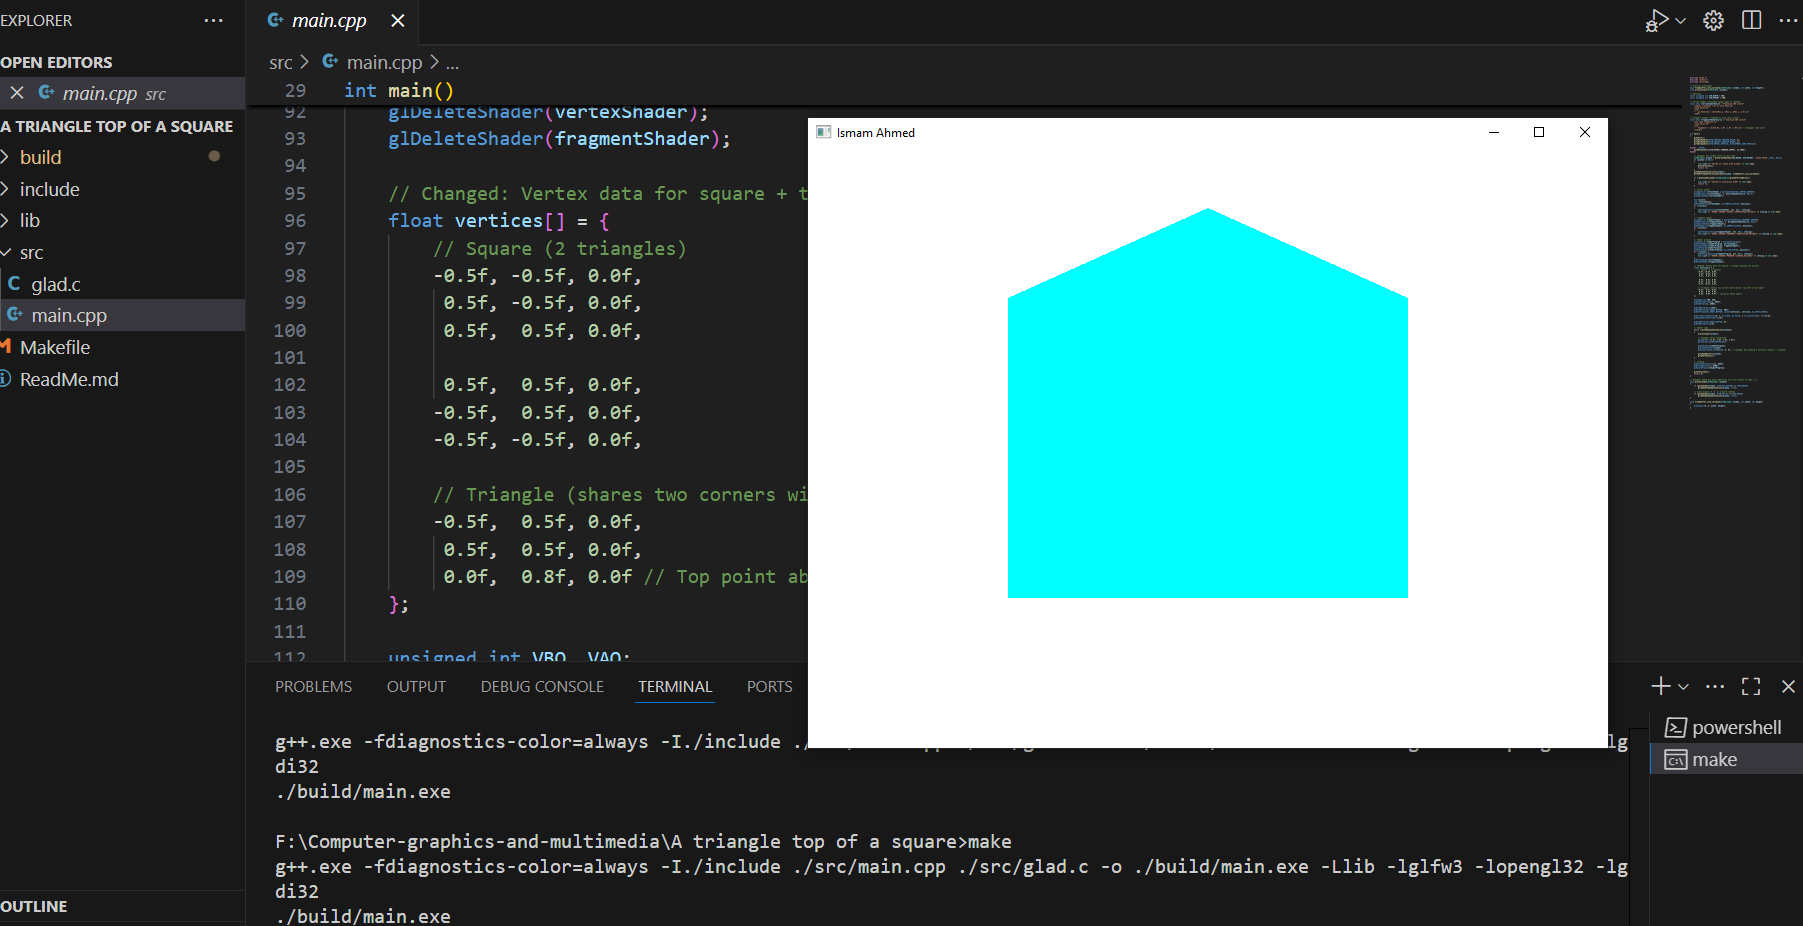 EXPLORER
OPEN EDITORS
main.cpp src
A TRIANGLE TOP OF A SQUARE
build
include
lib
src
glad.c
main.cpp
Makefile
ReadMe.md
OUTLINE
main.cpp
src > main.cpp > ...
29 int main()
92 glDeleteShader(vertexShader);
93 glDeleteShader(fragmentShader);
94
95 // Changed: Vertex data for square + t
96 float vertices[] = {
97 // Square (2 triangles)
98 -0.5f, -0.5f, 0.0f,
99 0.5f, -0.5f, 0.0f,
100 0.5f, 0.5f, 0.0f,
101
102 0.5f, 0.5f, 0.0f,
103 -0.5f, 0.5f, 0.0f,
104 -0.5f, -0.5f, 0.0f,
105
106 // Triangle (shares two corners wi
107 -0.5f, 0.5f, 0.0f,
108 0.5f, 0.5f, 0.0f,
109 0.0f, 0.8f, 0.0f // Top point ab
110 };
111
112 unsigned int VBO, VAO;
Ismam Ahmed
PROBLEMS OUTPUT DEBUG CONSOLE TERMINAL PORTS
g++.exe -fdiagnostics-color=always -I./include
di32
./build/main.exe
F:\Computer-graphics-and-multimedia\A triangle top of a square>make
g++.exe -fdiagnostics-color=always -I./include ./src/main.cpp ./src/glad.c -o ./build/main.exe -Llib -lglfw3 -lopengl32 -lg
di32
./build/main.exe
powershell
make